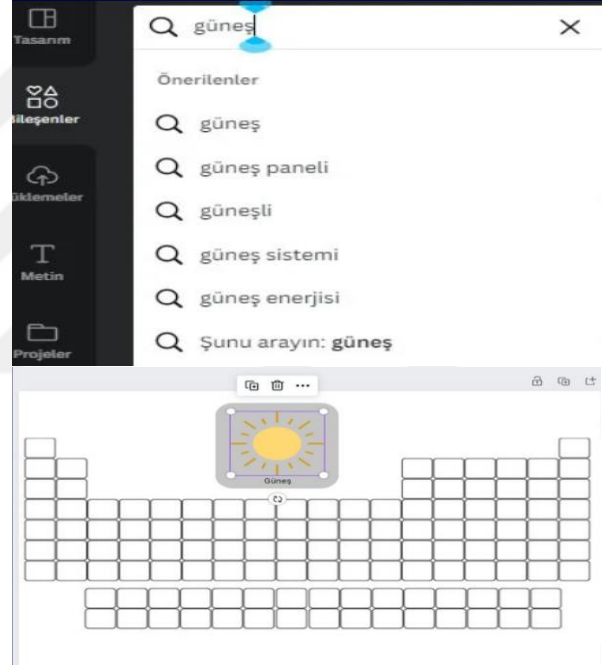 Tasarım
Bileşenler
Yüklemeler
Metin
Projeler
güneş
Önerilenler
güneş
güneş paneli
güneşli
güneş sistemi
güneş enerjisi
Şunu arayın: güneş
Güneş